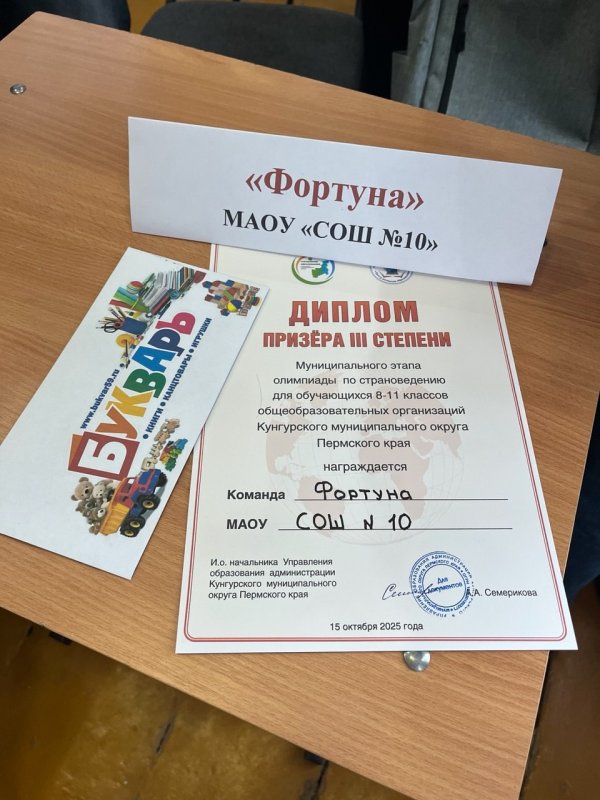 «Фортуна»
МАОУ «СОШ №10»
www.bukvar59.ru
БУКВАРЬ
• КНИГИ • КАНЦТОВАРЫ • ИГРУШКИ
ДИПЛОМ
ПРИЗЁРА III СТЕПЕНИ
Муниципального этапа
олимпиады по страноведению
для обучающихся 8-11 классов
общеобразовательных организаций
Кунгурского муниципального округа
Пермского края
награждается
Команда Фортуна
МАОУ СОШ N 10
И.о. начальника Управления
образования администрации
Кунгурского муниципального
округа Пермского края
Для
документов
А. Семерикова
15 октября 2025 года